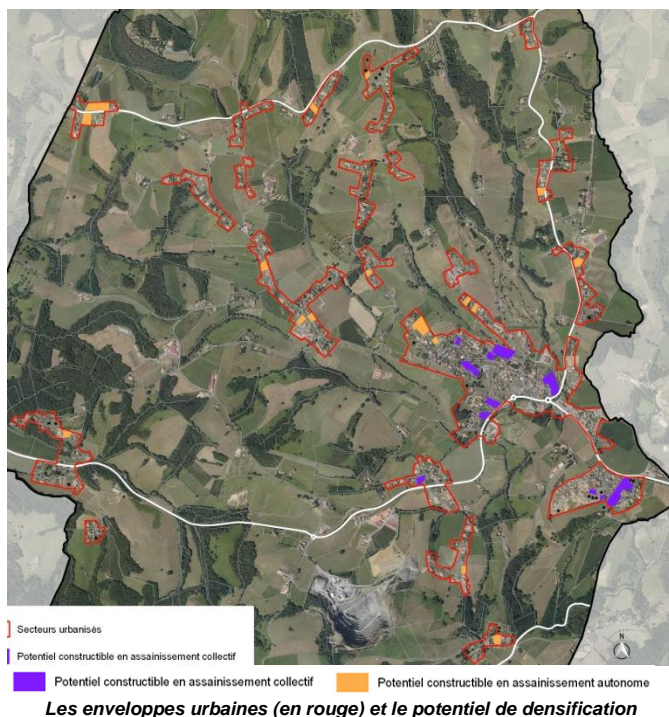 N
Secteurs urbanisés
Potentiel constructible en assainissement collectif
Potentiel constructible en assainissement collectif
Potentiel constructible en assainissement autonome
Les enveloppes urbaines (en rouge) et le potentiel de densification